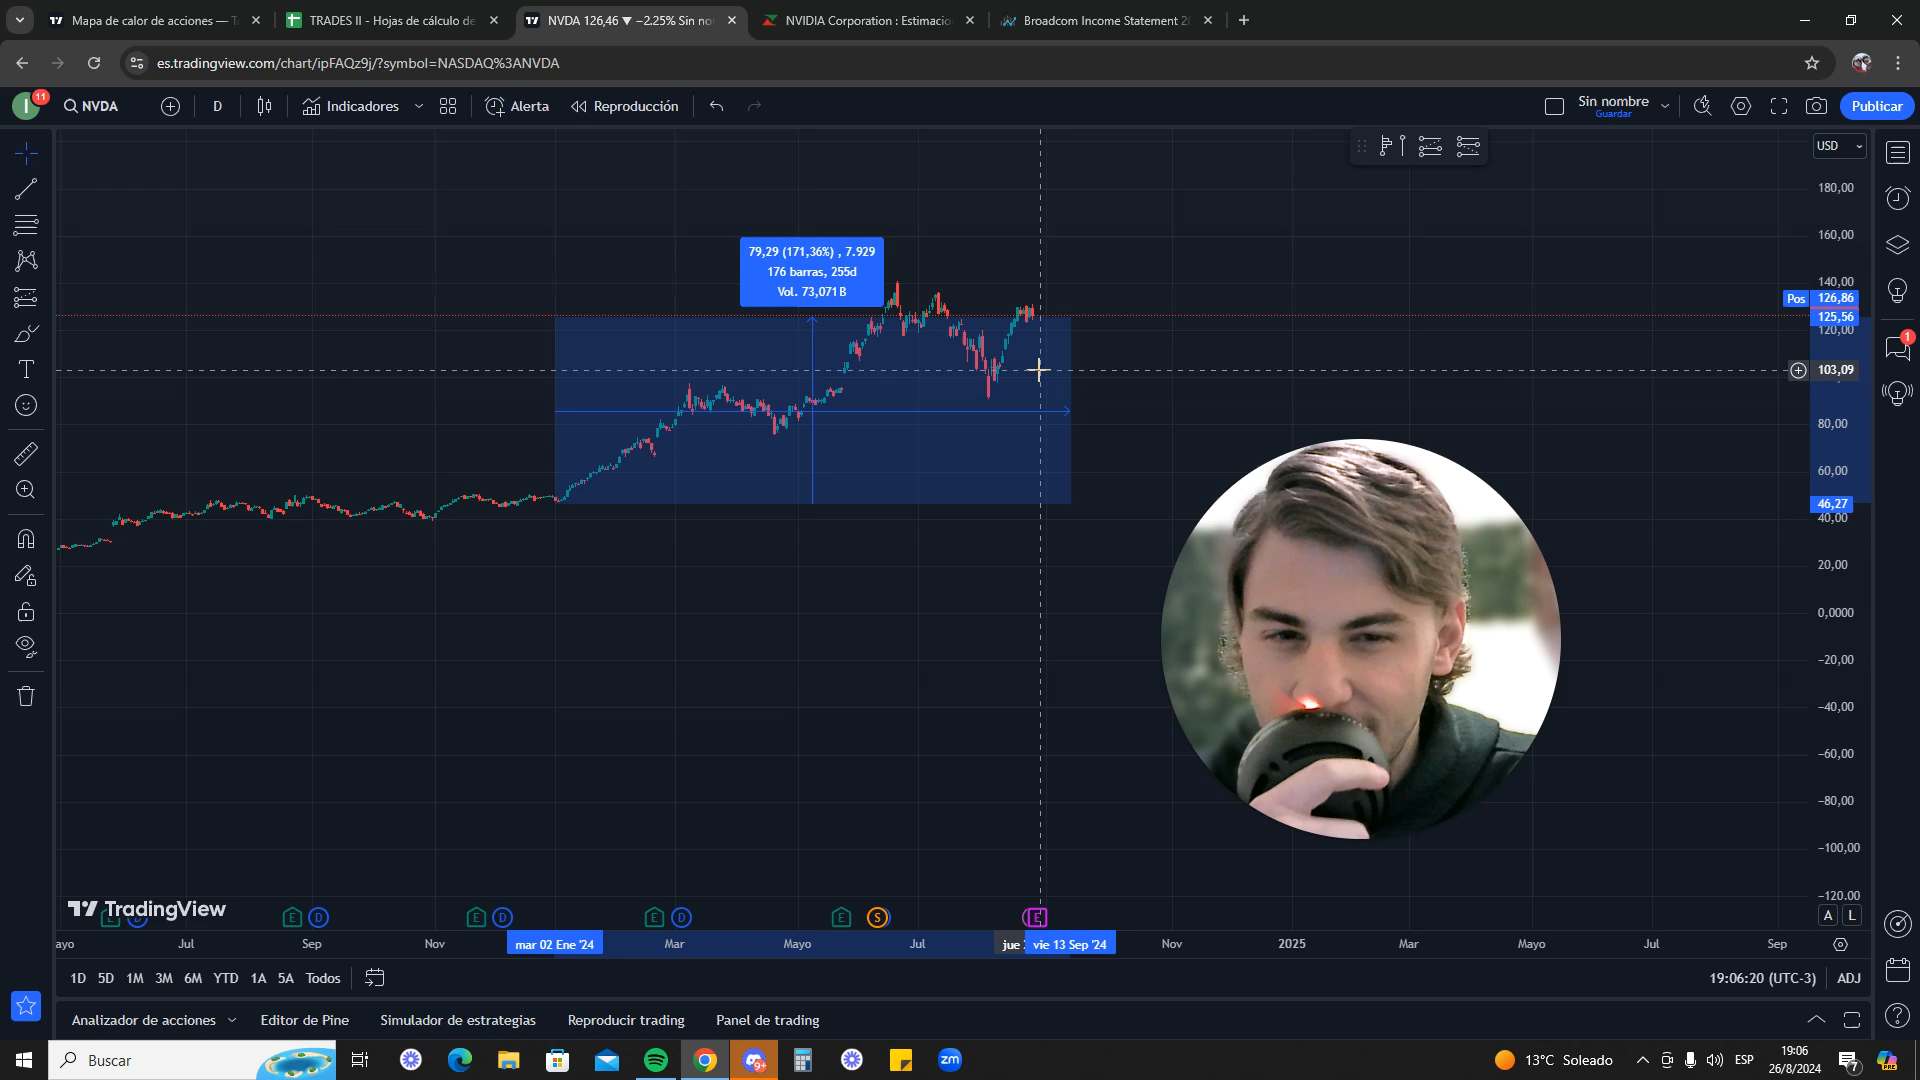 Mapa de calor de acciones — T
TRADES II - Hojas de cálculo de
NVDA 126,46 ▼ −2.25% Sin no
NVIDIA Corporation : Estimacio
Broadcom Income Statement 20
es.tradingview.com/chart/ipFAQz9j/?symbol=NASDAQ%3ANVDA
I
11
NVDA
D
Indicadores
Alerta
Reproducción
Sin nombre
Guardar
Publicar
USD
180,00
160,00
79,29 (171,36%) , 7.929
176 barras, 255d
Vol. 73,071 B
140,00
Pos 126,86
125,56
120,00
1
103,09
80,00
60,00
46,27
40,00
20,00
0,0000
−20,00
−40,00
−60,00
−80,00
−100,00
−120.00
TradingView
E D E D E D E D E S E
A L
ayo Jul Sep Nov mar 02 Ene '24 Mar Mayo Jul jue vie 13 Sep '24 Nov 2025 Mar Mayo Jul Sep
1D 5D 1M 3M 6M YTD 1A 5A Todos
19:06:20 (UTC-3) ADJ
Analizador de acciones Editor de Pine Simulador de estrategias Reproducir trading Panel de trading
Buscar
9+
zm
13°C Soleado
ESP
19:06
26/8/2024
7
PRE